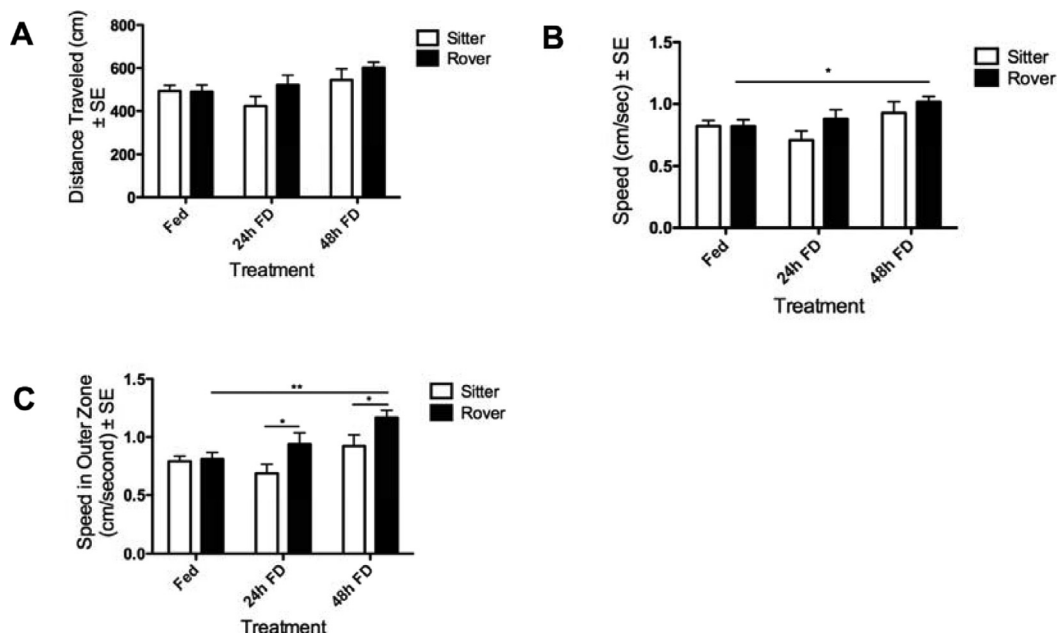 A
Distance Traveled (cm)
± SE
800
600
400
200
0
Fed
24h FD
48h FD
Treatment
Sitter
Rover
B
Speed (cm/sec) ± SE
1.5
1.0
0.5
0.0
*
Fed
24h FD
48h FD
Treatment
Sitter
Rover
C
Speed in Outer Zone
(cm/second) ± SE
1.5
1.0
0.5
0.0
**
*
*
Fed
24h FD
48h FD
Treatment
Sitter
Rover